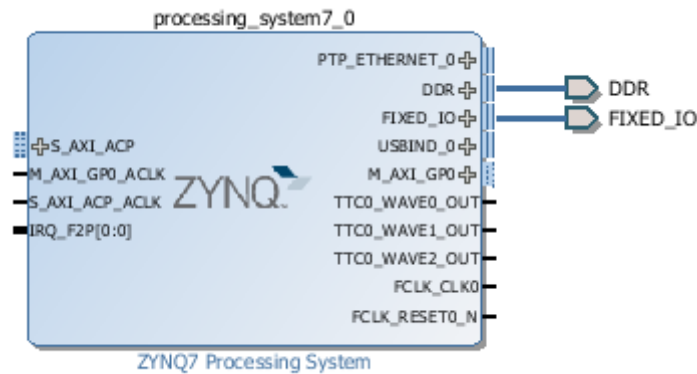 processing_system7_0
PTP_ETHERNET_0
DDR
FIXED_IO
S_AXI_ACP
USBIND_0
M_AXI_GP0_ACLK
M_AXI_GP0
S_AXI_ACP_ACLK
ZYNQ
TTC0_WAVE0_OUT
IRQ_F2P[0:0]
TTC0_WAVE1_OUT
TTC0_WAVE2_OUT
FCLK_CLK0
FCLK_RESET0_N
DDR
FIXED_IO
ZYNQ7 Processing System